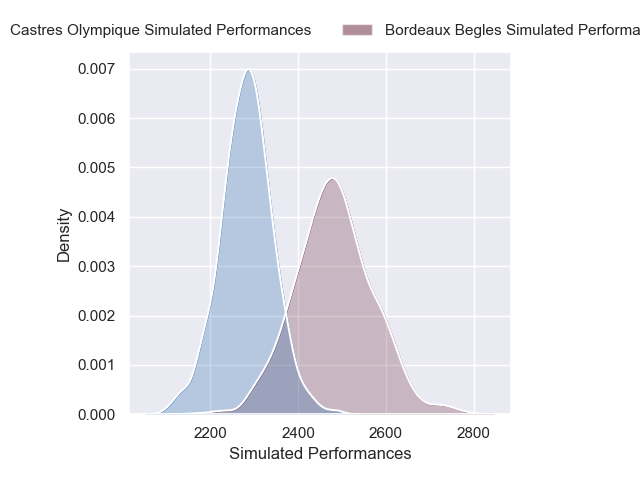 Castres Olympique Simulated Performances
Bordeaux Begles Simulated Performa
0.007
0.006
0.005
0.004
0.003
0.002
0.001
0.000
Density
2200 2400 2600 2800
Simulated Performances